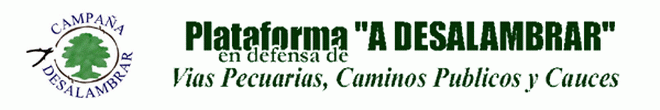 CAMPAÑA
A DESALAMBRAR
Plataforma "A DESALAMBRAR"
en defensa de
Vias Pecuarias, Caminos Publicos y Cauces